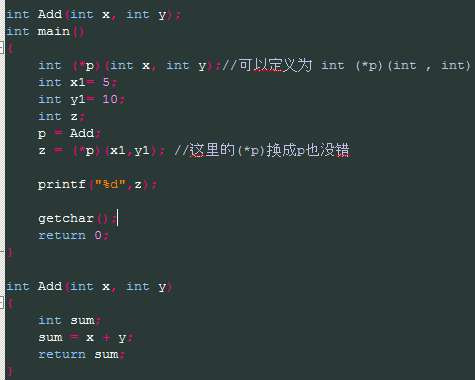 int Add(int x, int y);
int main()
{
int (*p)(int x, int y);//可以定义为 int (*p)(int , int)
int x1= 5;
int y1= 10;
int z;
p = Add;
z = (*p)(x1,y1); //这里的(*p)换成p也没错
printf("%d",z);
getchar();
return 0;
}
int Add(int x, int y)
{
int sum;
sum = x + y;
return sum;
}